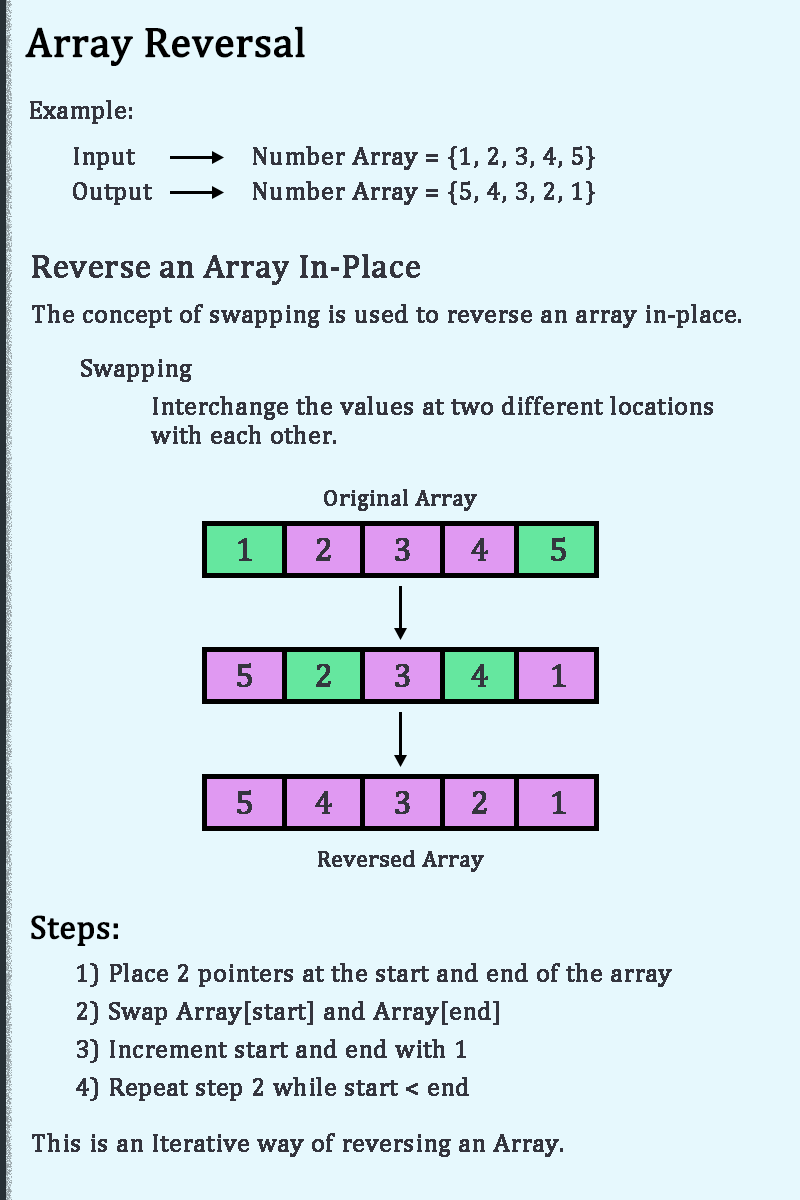 Array Reversal
Example:
Input → Number Array = {1, 2, 3, 4, 5}
Output → Number Array = {5, 4, 3, 2, 1}
Reverse an Array In-Place
The concept of swapping is used to reverse an array in-place.
Swapping
Interchange the values at two different locations
with each other.
Original Array
1 2 3 4 5
5 2 3 4 1
5 4 3 2 1
Reversed Array
Steps:
1) Place 2 pointers at the start and end of the array
2) Swap Array[start] and Array[end]
3) Increment start and end with 1
4) Repeat step 2 while start < end
This is an Iterative way of reversing an Array.